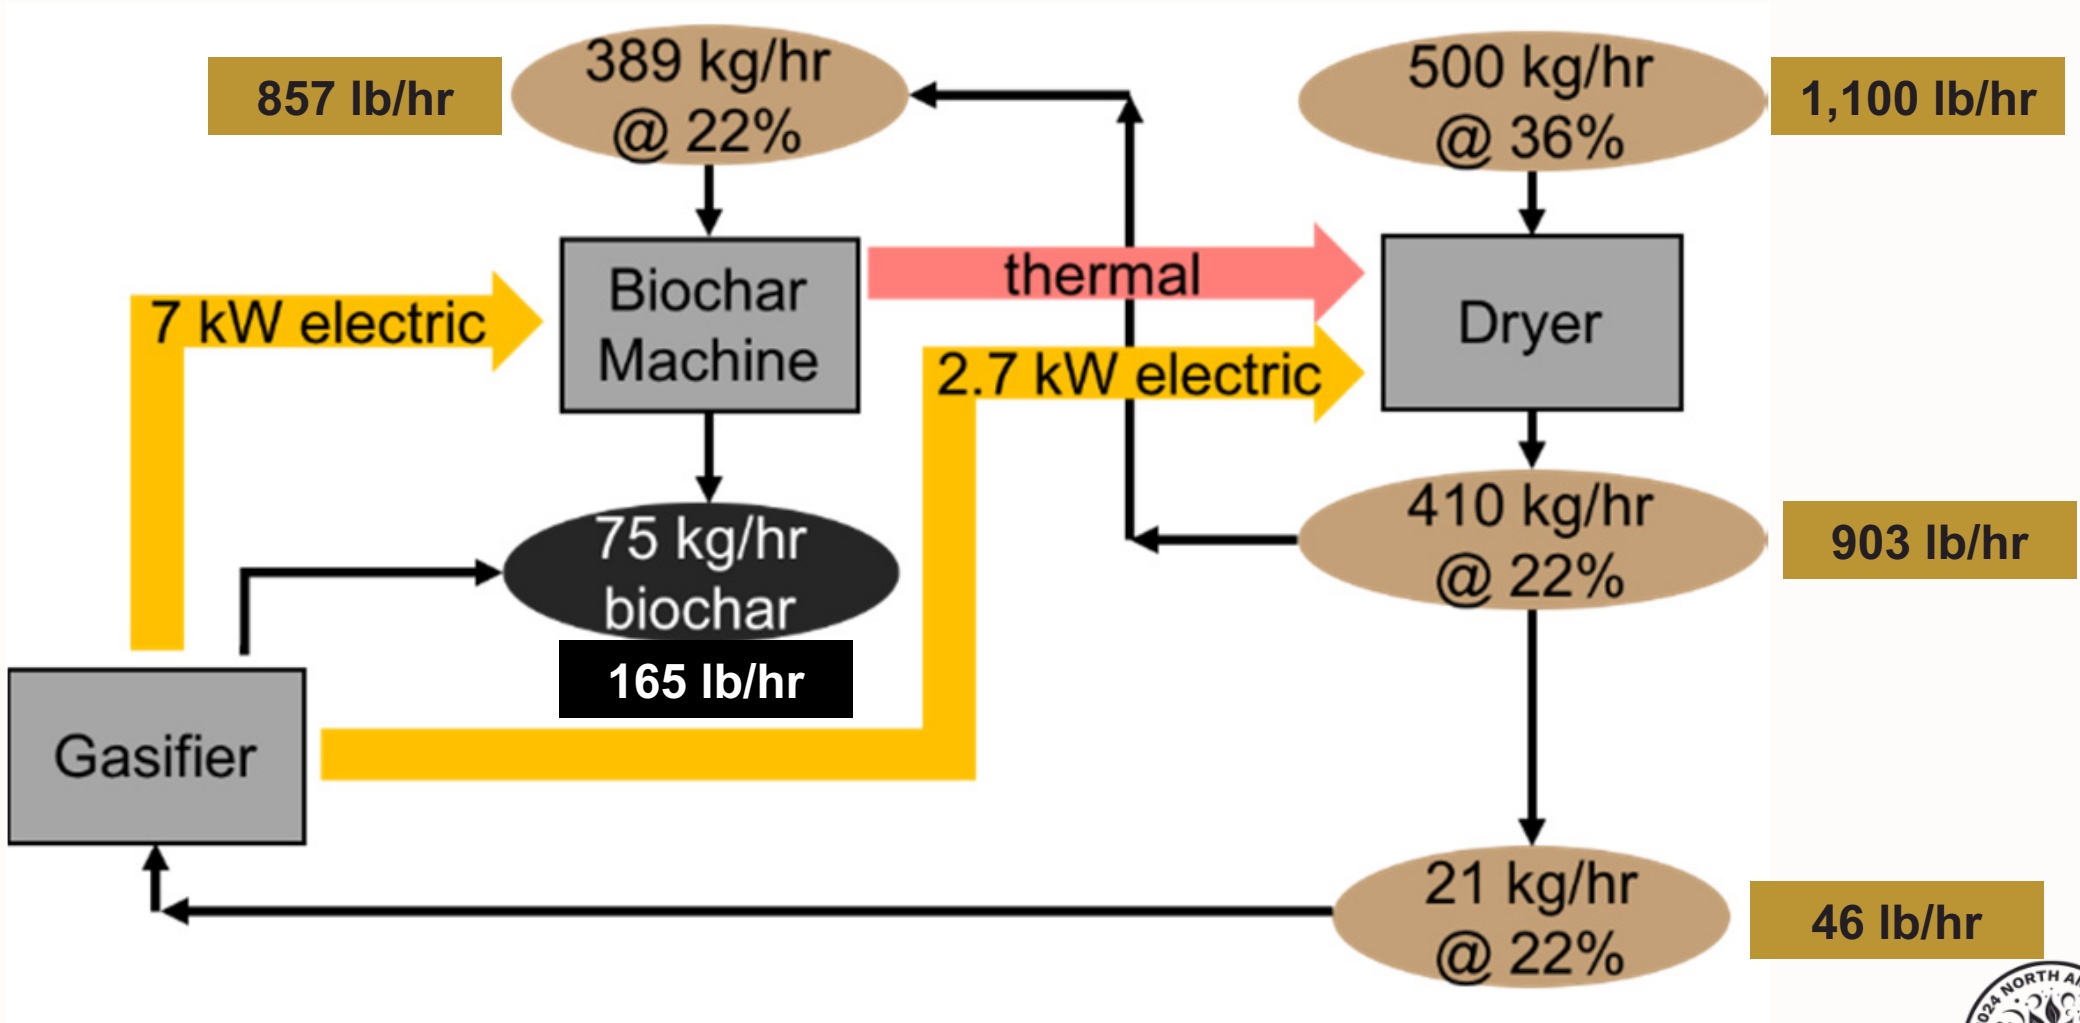 857 lb/hr
389 kg/hr
@ 22%
500 kg/hr
@ 36%
1,100 lb/hr
7 kW electric
Biochar
Machine
thermal
2.7 kW electric
Dryer
75 kg/hr
biochar
165 lb/hr
410 kg/hr
@ 22%
903 lb/hr
Gasifier
21 kg/hr
@ 22%
46 lb/hr
2024 NORTH